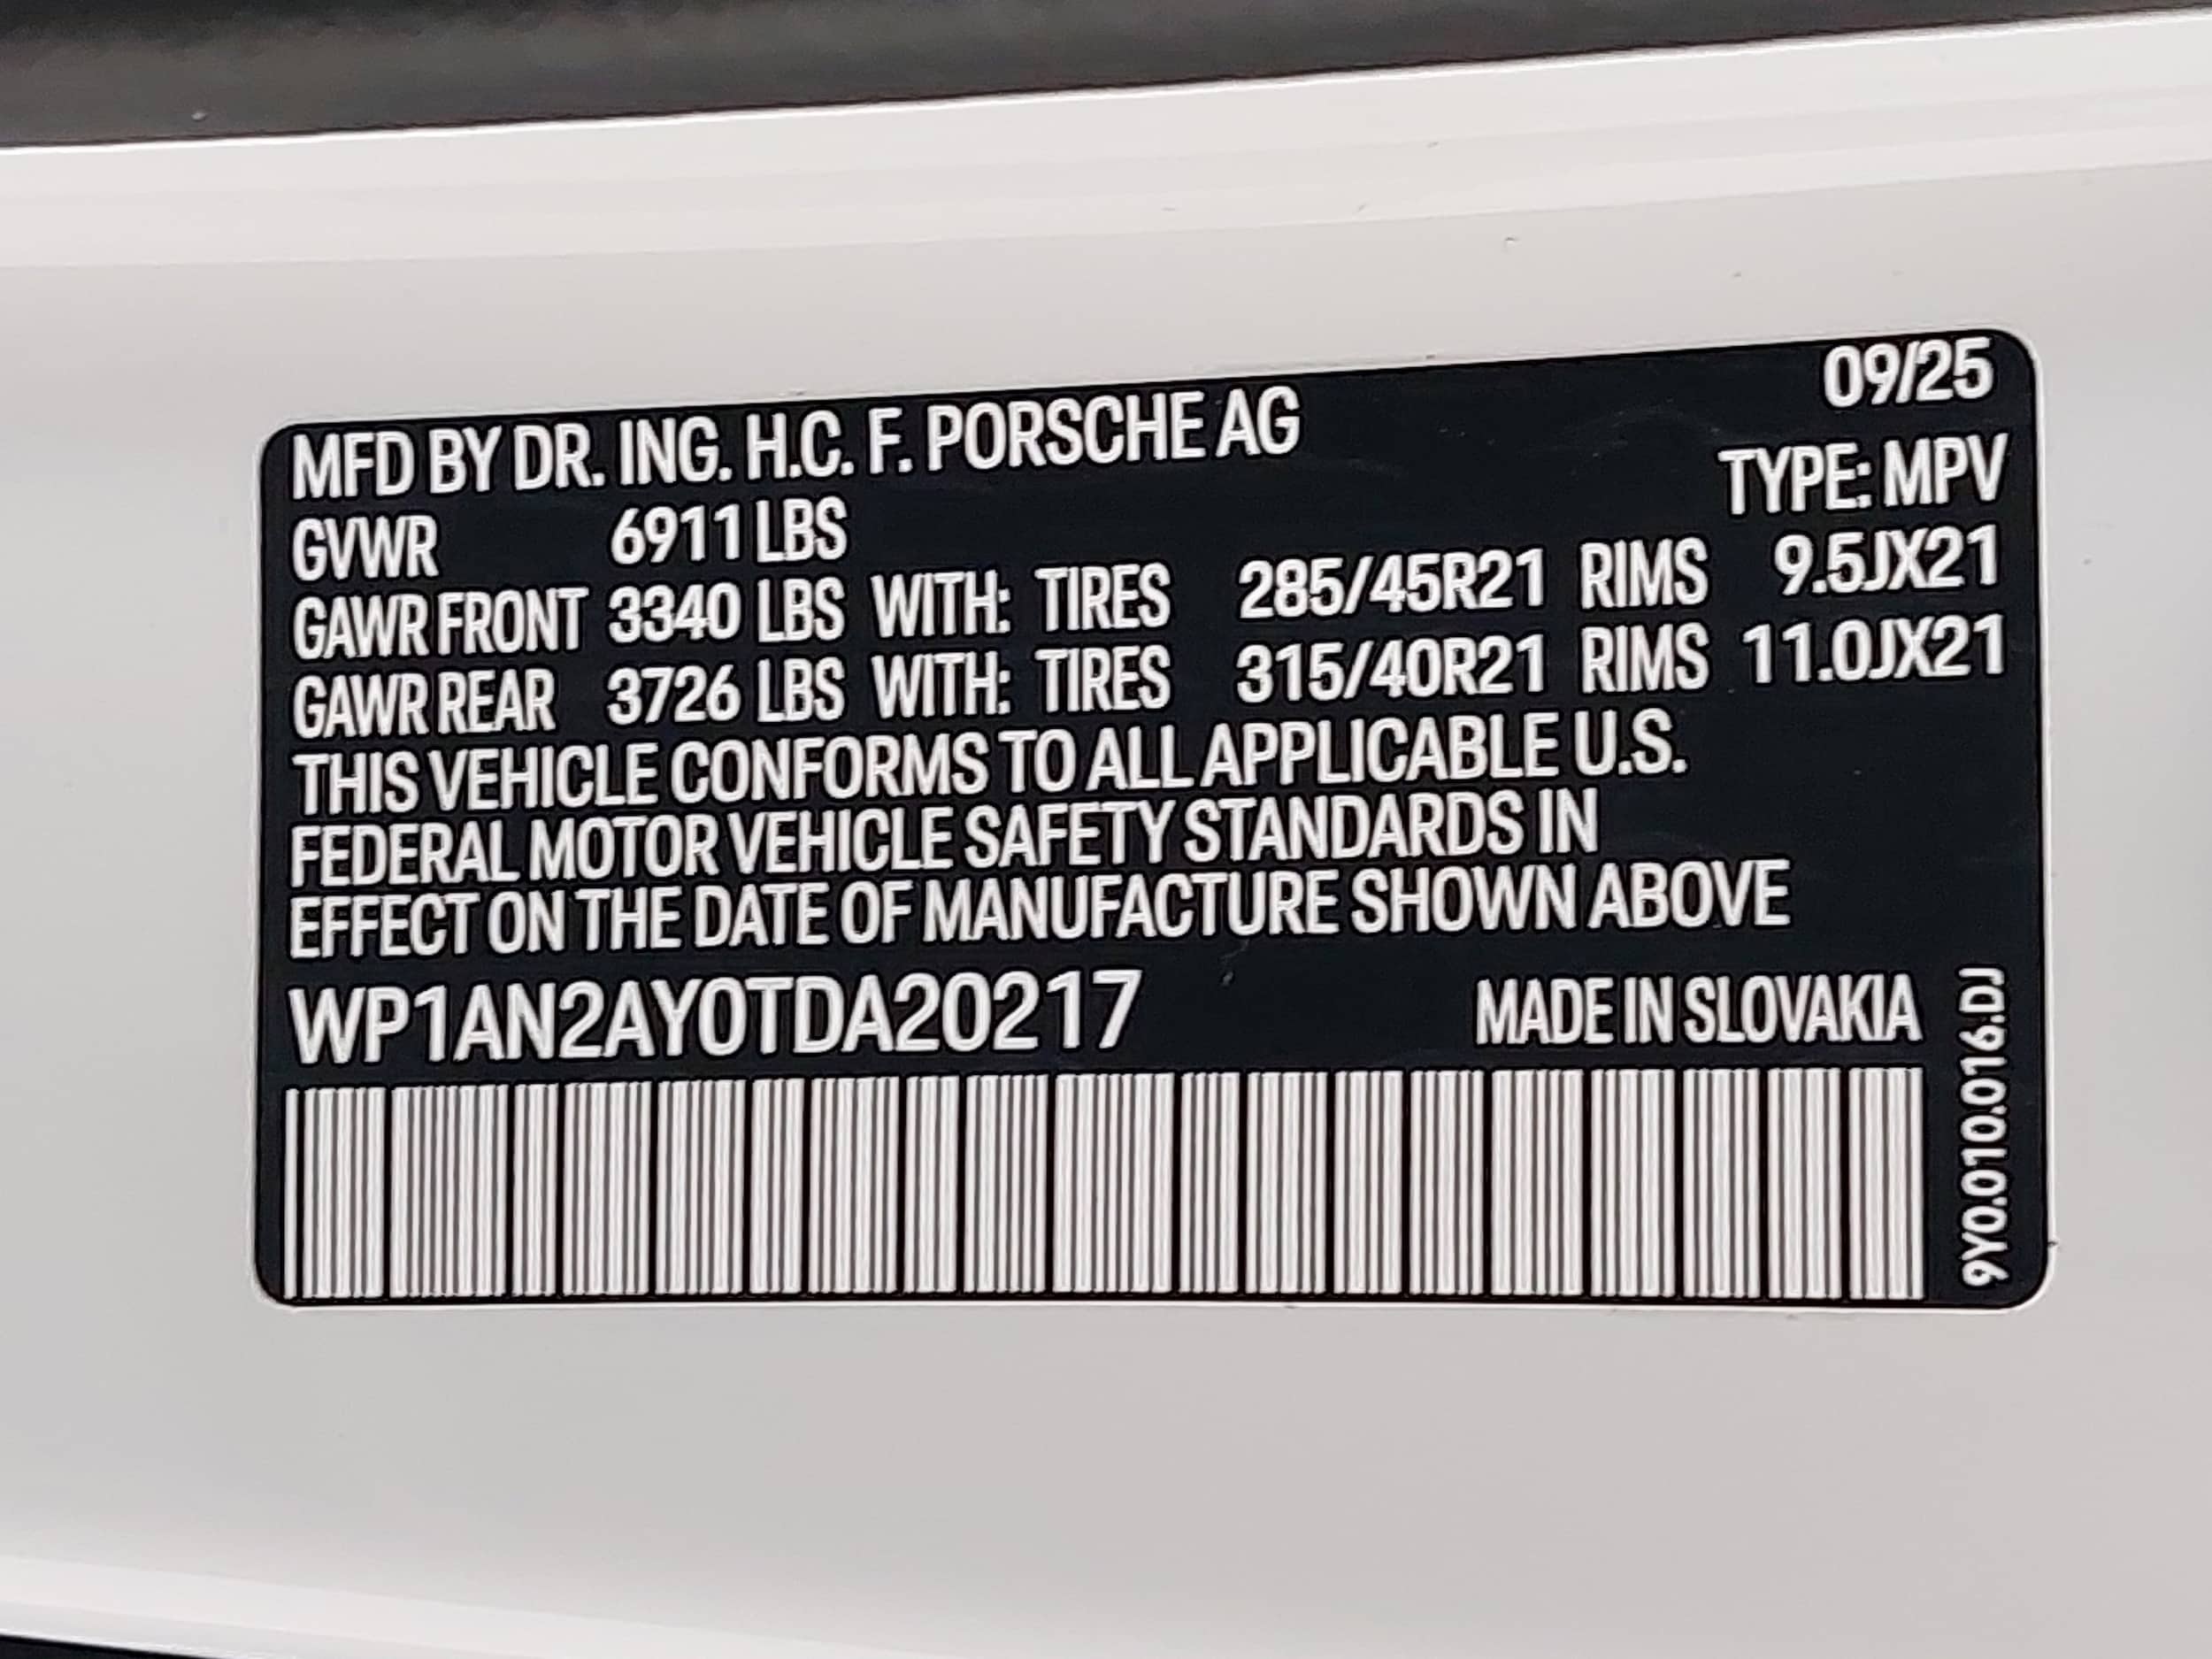 09/25
MFD BY DR. ING. H.C. F. PORSCHE AG
TYPE: MPV
GVWR 6911 LBS
GAWR FRONT 3340 LBS WITH: TIRES 285/45R21 RIMS 9.5JX21
GAWR REAR 3726 LBS WITH: TIRES 315/40R21 RIMS 11.0JX21
THIS VEHICLE CONFORMS TO ALL APPLICABLE U.S.
FEDERAL MOTOR VEHICLE SAFETY STANDARDS IN
EFFECT ON THE DATE OF MANUFACTURE SHOWN ABOVE
WP1AN2AY0TDA20217 MADE IN SLOVAKIA
9Y0.010.016.DJ